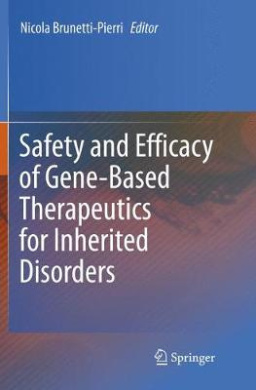 Nicola Brunetti-Pierri Editor
Safety and Efficacy
of Gene-Based
Therapeutics
for Inherited
Disorders
Springer